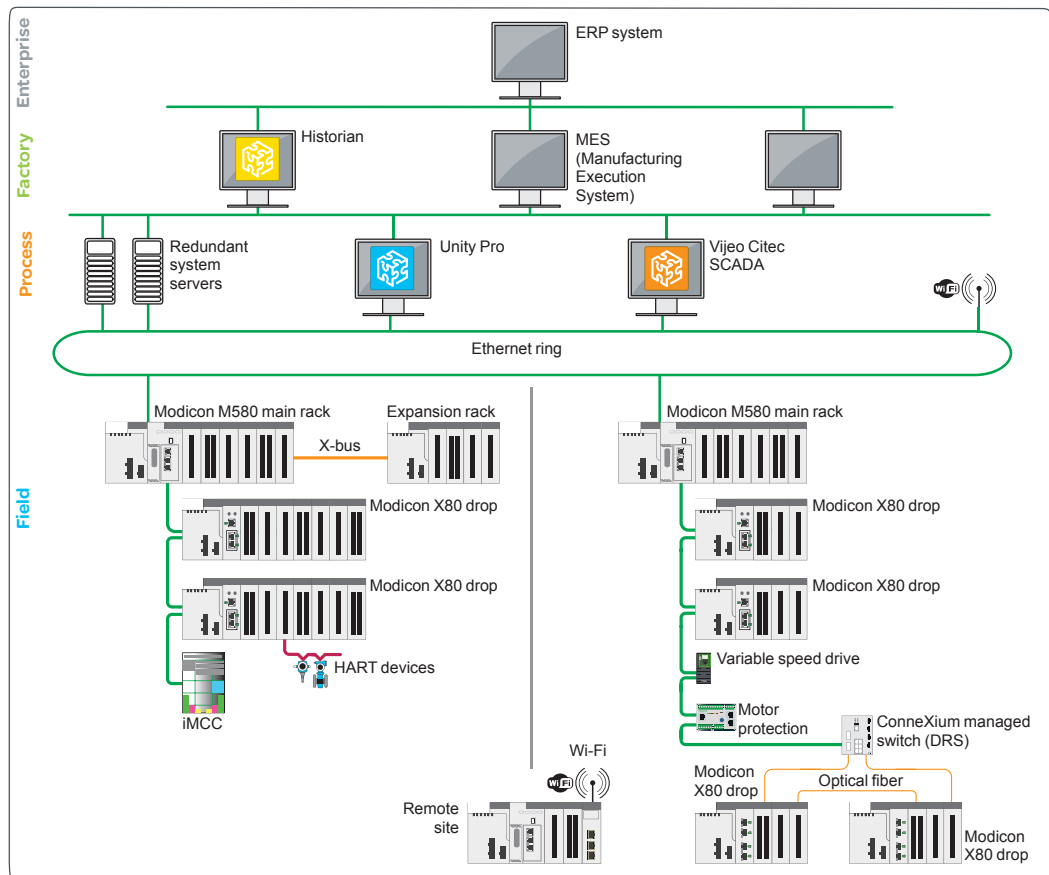 Enterprise
ERP system
Factory
Historian
MES
(Manufacturing
Execution
System)
Process
Redundant
system
servers
Unity Pro
Vijeo Citec
SCADA
Wi Fi
Ethernet ring
Field
Modicon M580 main rack
Expansion rack
X-bus
Modicon X80 drop
Modicon X80 drop
HART devices
iMCC
Modicon M580 main rack
Modicon X80 drop
Modicon X80 drop
Variable speed drive
Motor
protection
ConneXium managed
switch (DRS)
Wi-Fi
Wi Fi
Remote
site
Modicon
X80 drop
Optical fiber
Modicon
X80 drop